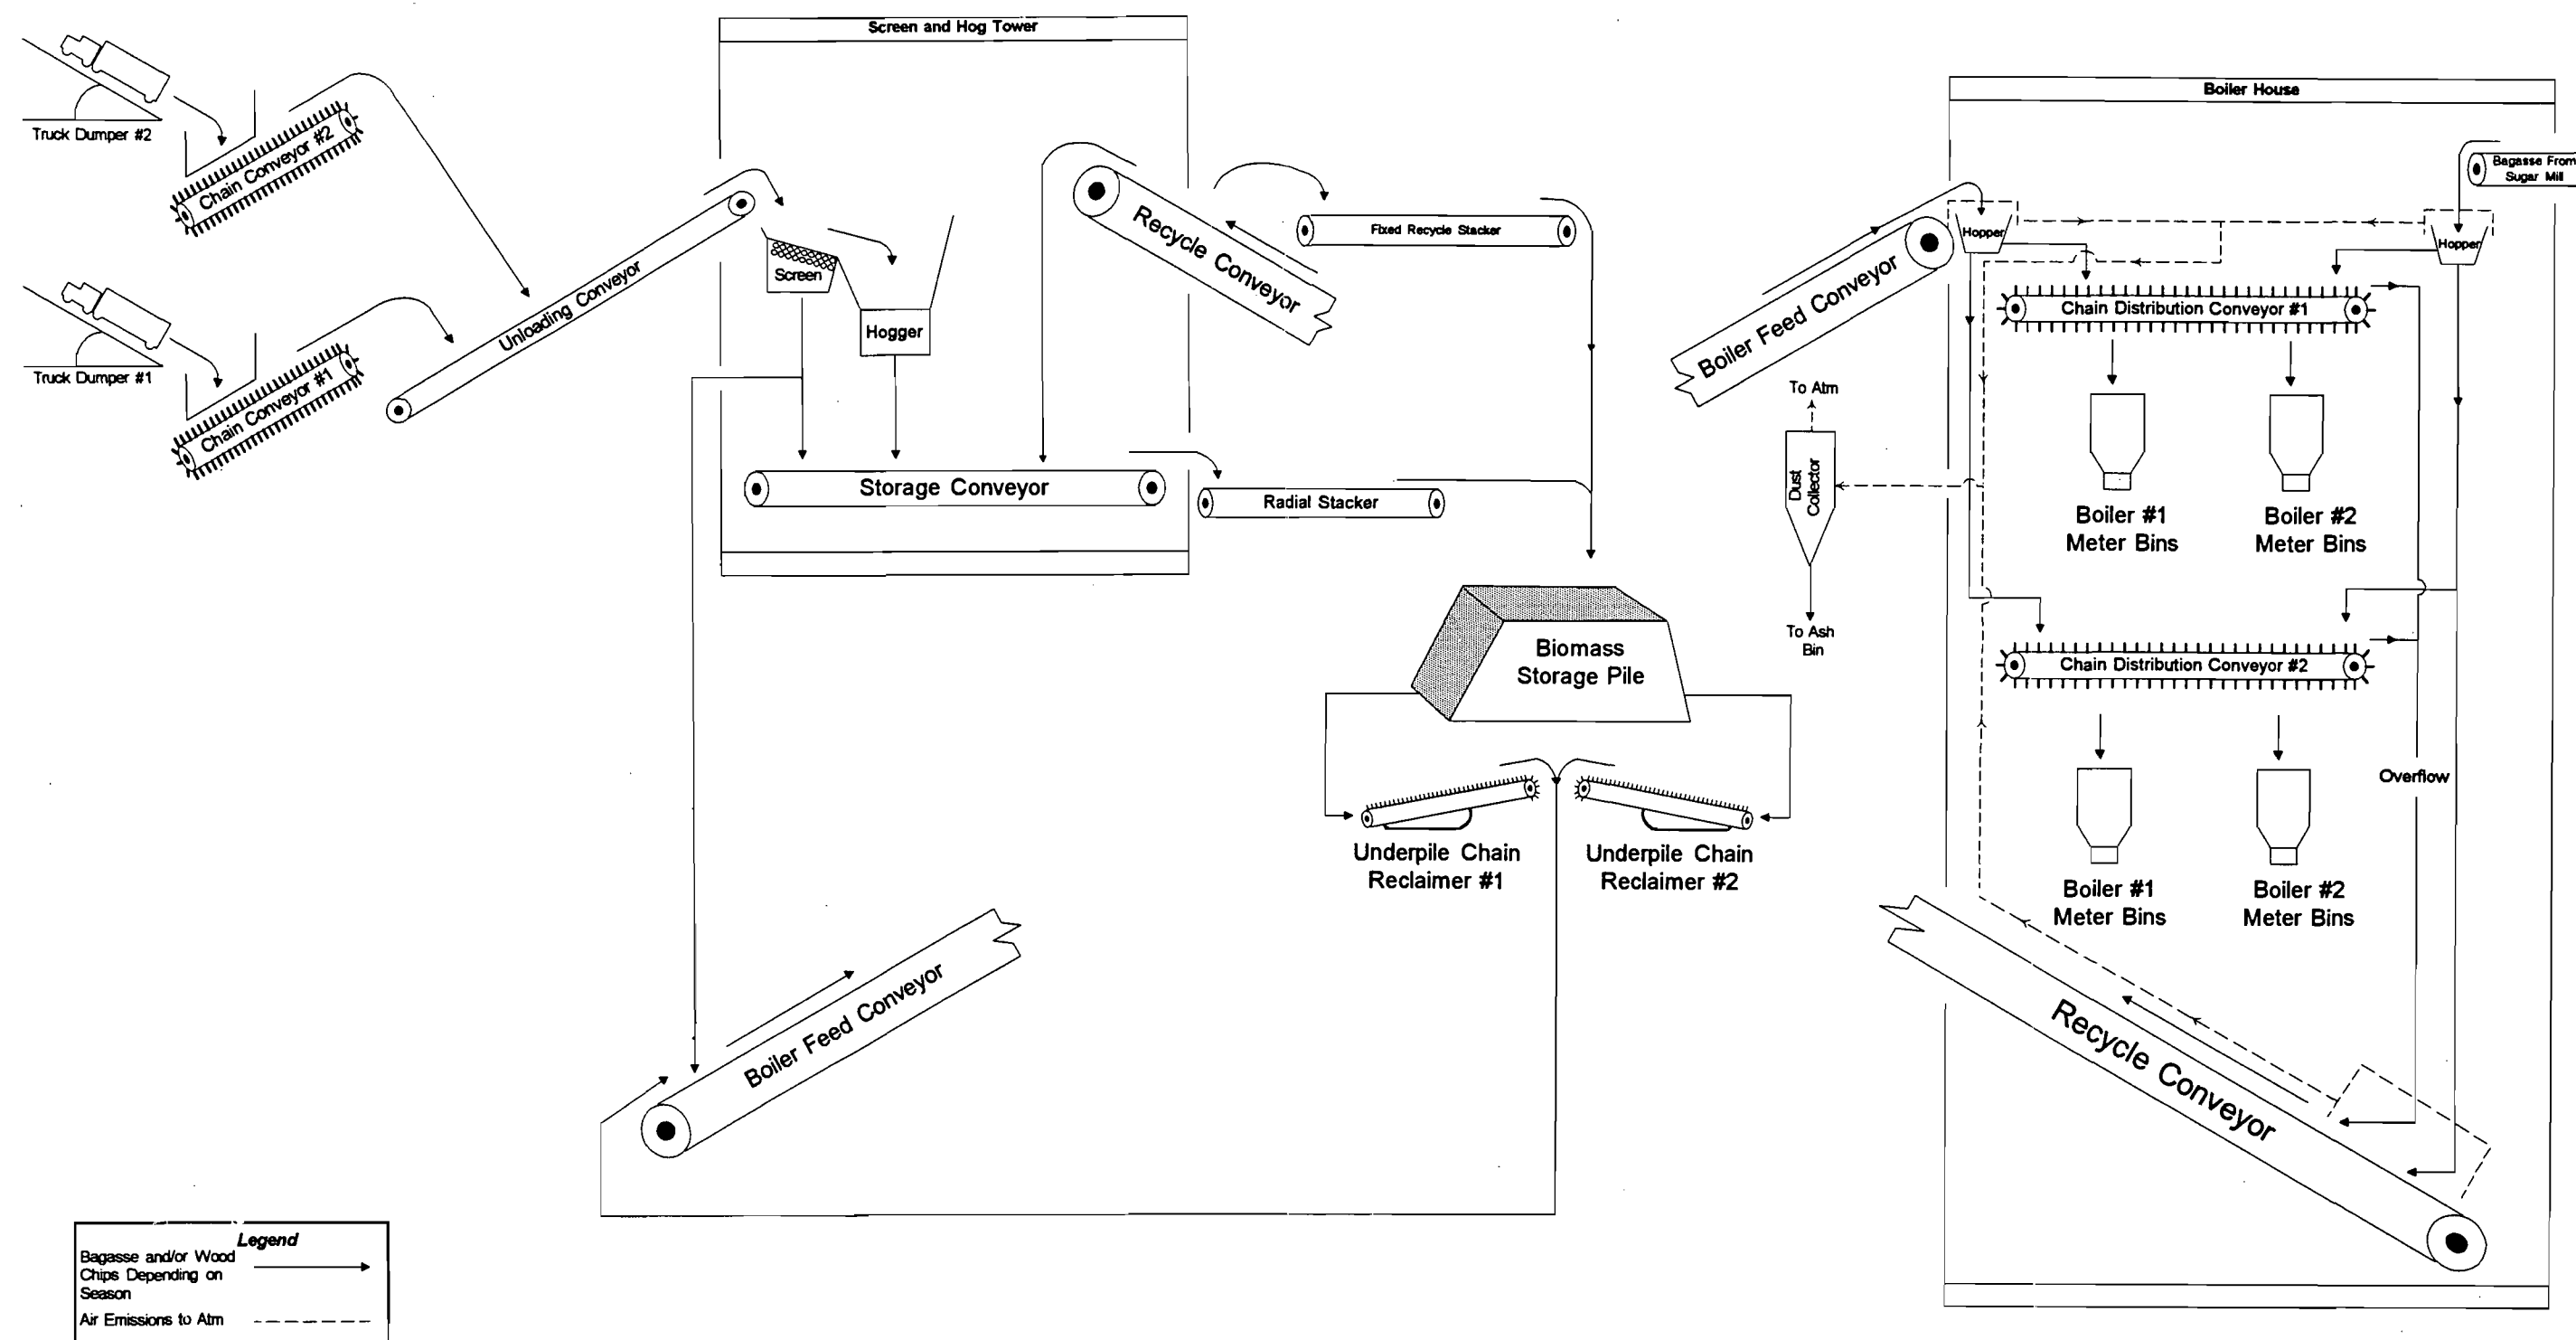 Screen and Hog Tower
Boiler House
Truck Dumper #2
Chain Conveyor #2
Truck Dumper #1
Chain Conveyor #1
Unloading Conveyor
Screen
Hogger
Recycle Conveyor
Fixed Recycle Stacker
Storage Conveyor
Radial Stacker
Boiler Feed Conveyor
Hopper
Hopper
Bagasse From
Sugar Mill
Chain Distribution Conveyor #1
To Atm
Dust
Collector
To Ash
Bin
Boiler #1
Meter Bins
Boiler #2
Meter Bins
Biomass
Storage Pile
Chain Distribution Conveyor #2
Overflow
Underpile Chain
Reclaimer #1
Underpile Chain
Reclaimer #2
Boiler #1
Meter Bins
Boiler #2
Meter Bins
Boiler Feed Conveyor
Recycle Conveyor
Legend
Bagasse and/or Wood
Chips Depending on
Season
Air Emissions to Atm